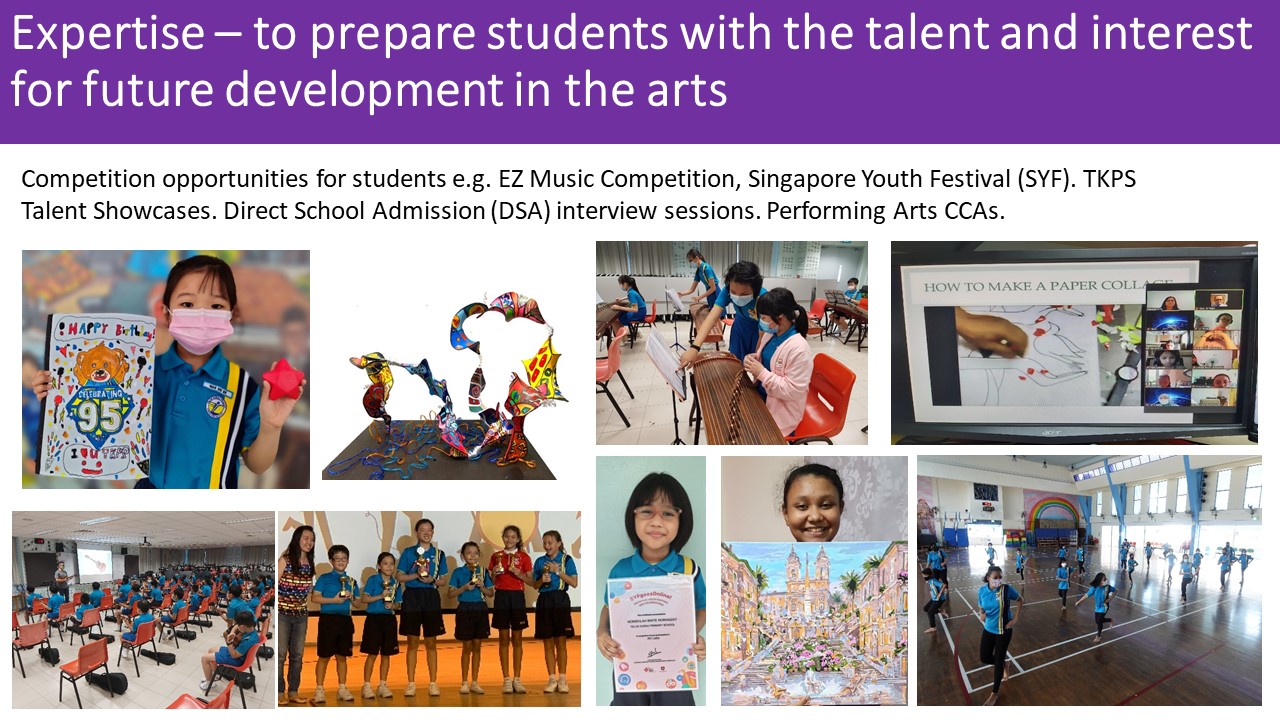 Expertise – to prepare students with the talent and interest
for future development in the arts
Competition opportunities for students e.g. EZ Music Competition, Singapore Youth Festival (SYF). TKPS
Talent Showcases. Direct School Admission (DSA) interview sessions. Performing Arts CCAs.
HAPPY Birthday!
CELEBRATING
95
I TKPS
HOW TO MAKE A PAPER COLLAGE
SYFgoesOnline!